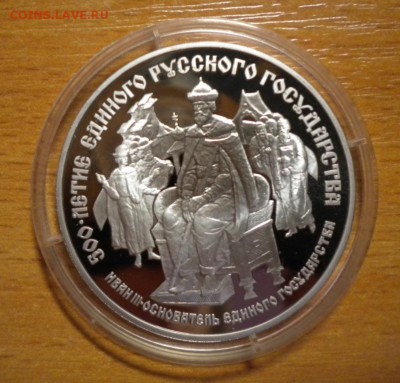 COINS.LAVE.RU
500-ЛЕТИЕ ЕДИНОГО РУССКОГО ГОСУДАРСТВА
ИВАН III-ОСНОВАТЕЛЬ ЕДИНОГО ГОСУДАРСТВА